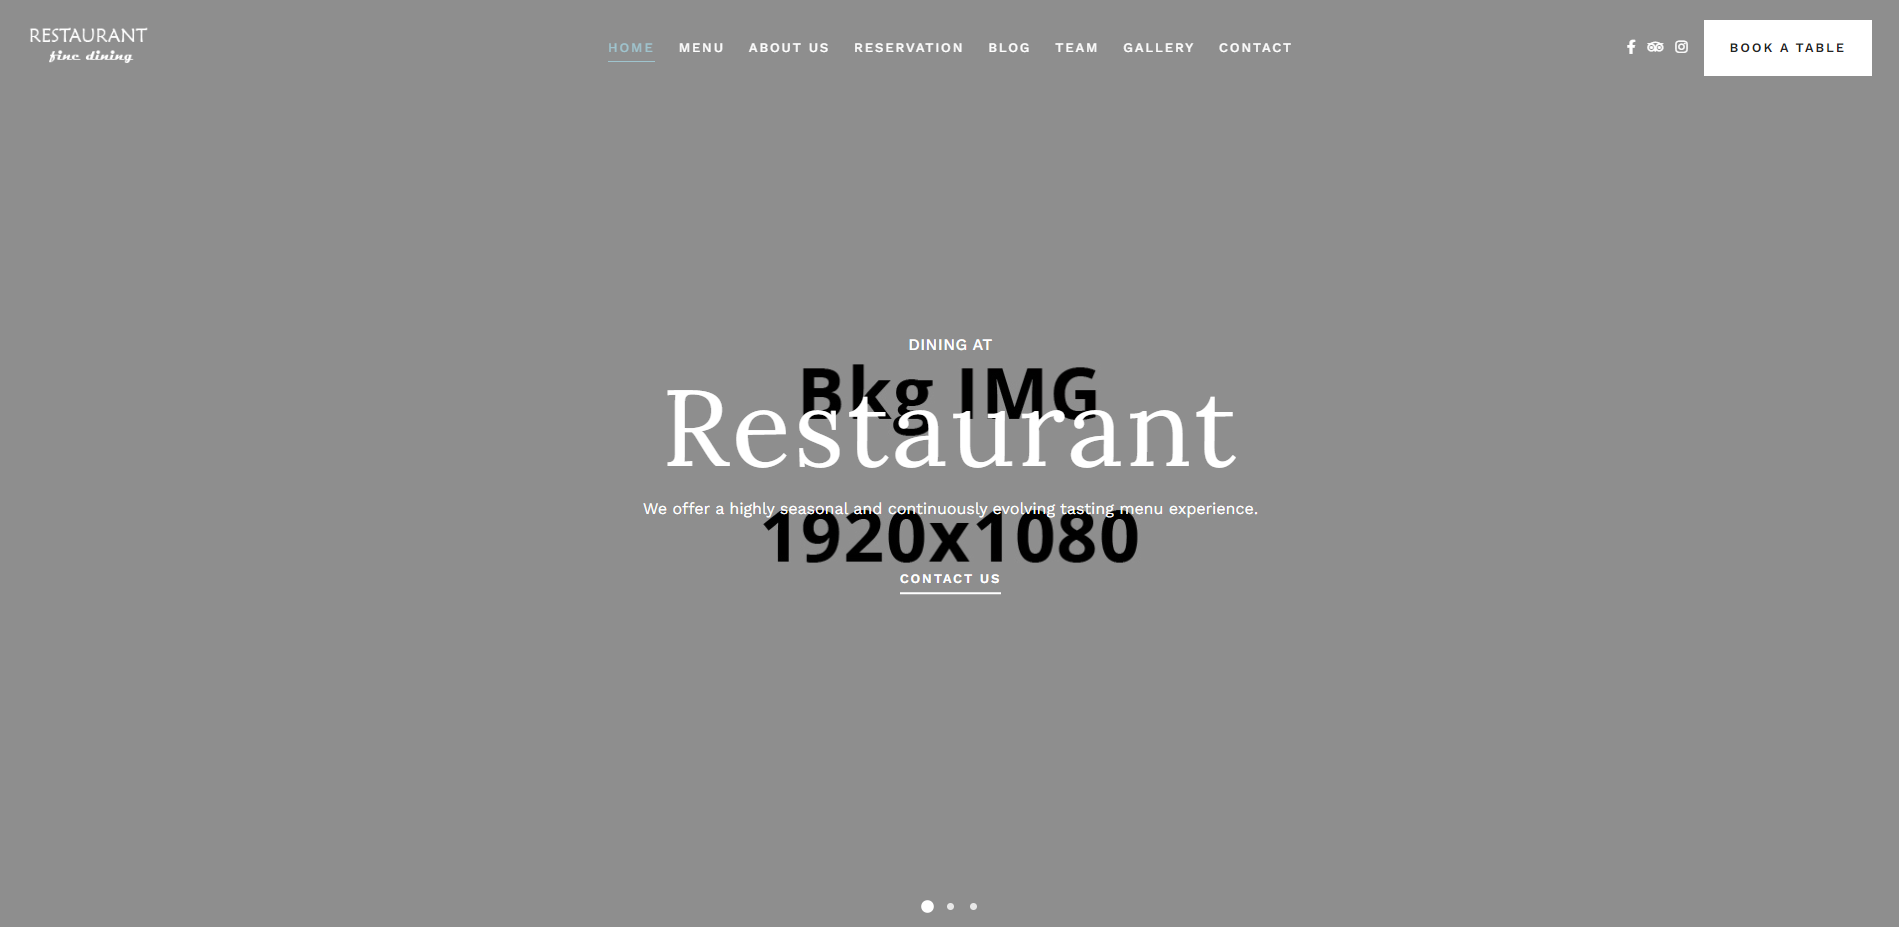 RESTAURANT
fine dining
HOME MENU ABOUT US RESERVATION BLOG TEAM GALLERY CONTACT
BOOK A TABLE
DINING AT
Bkg IMG
Restaurant
We offer a highly seasonal and continuously evolving tasting menu experience.
1920x1080
CONTACT US